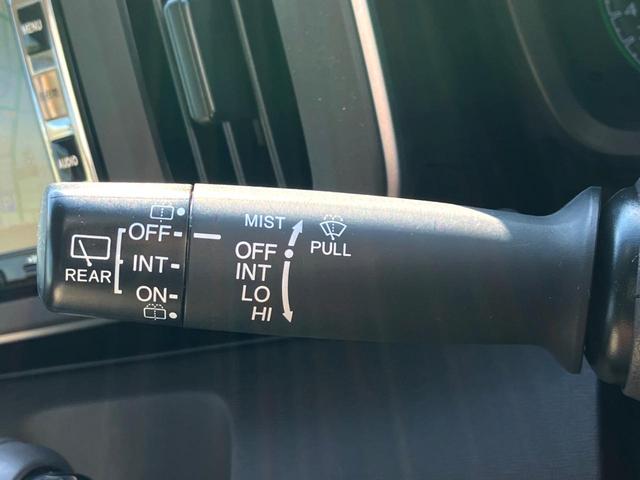 MENU
AUDIO
REAR
OFF
INT
ON
MIST
OFF
INT
LO
HI
PULL